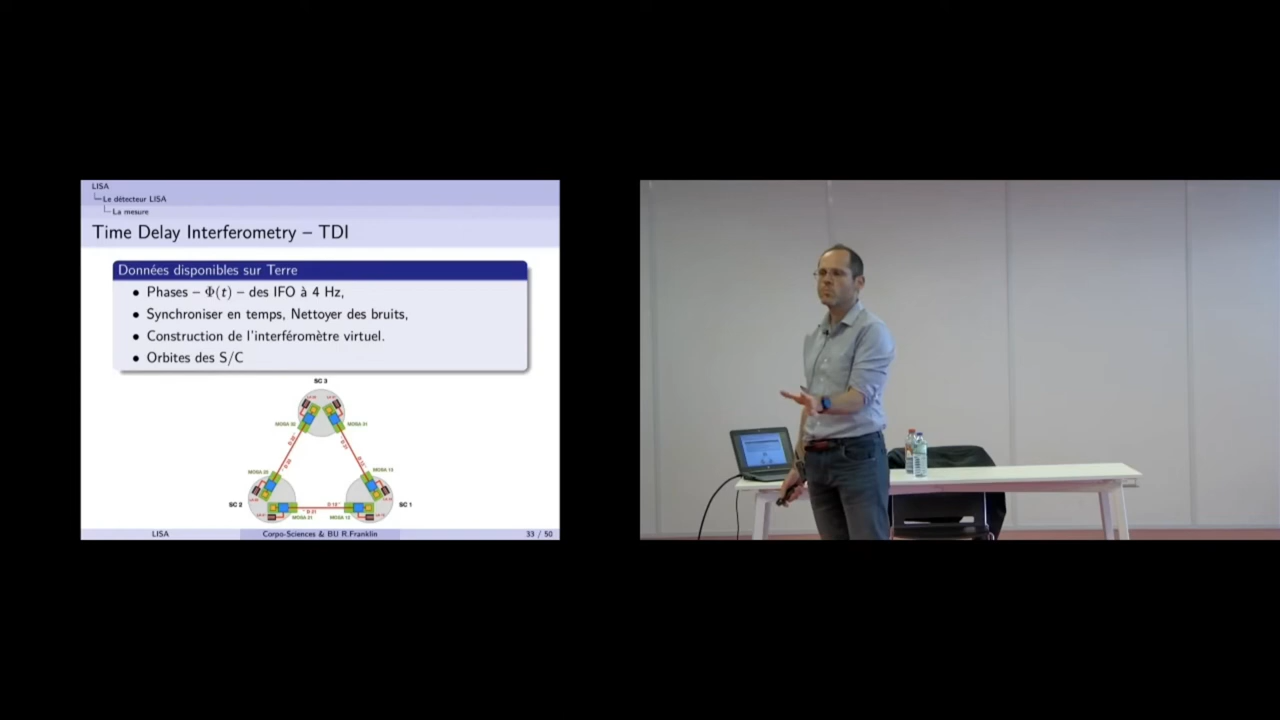 LISA
Le détecteur LISA
La mesure
Time Delay Interferometry – TDI
Données disponibles sur Terre
• Phases – Φ(t) – des IFO à 4 Hz,
• Synchroniser en temps, Nettoyer des bruits,
• Construction de l'interféromètre virtuel.
• Orbites des S/C
SC 3
MOSA 32 MOSA 31
MOSA 23 MOSA 13
SC 2 SC 1
MOSA 21 MOSA 12
LISA Corpo-Sciences & BU R.Franklin 33 / 50